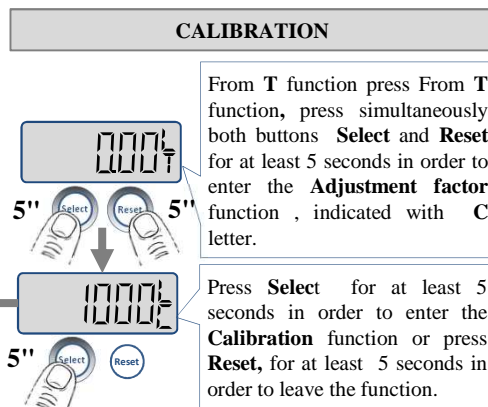 CALIBRATION
From T function press From T
function, press simultaneously
both buttons Select and Reset
for at least 5 seconds in order to
enter the Adjustment factor
function , indicated with C
letter.
0.00 L T
5" Select Reset 5"
Press Select for at least 5
seconds in order to enter the
Calibration function or press
Reset, for at least 5 seconds in
order to leave the function.
1000 L C
5" Select Reset